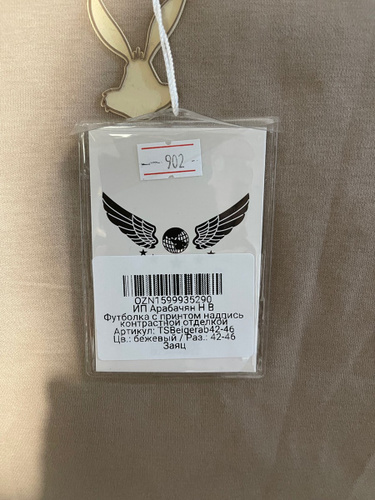 - 902 -
OZN1599935290
ИП Арабачян Н В
Футболка с принтом надпись
контрастной отделкой
Артикул: TSBeigerab42-46
Цв.: бежевый / Раз.: 42-46
Заяц